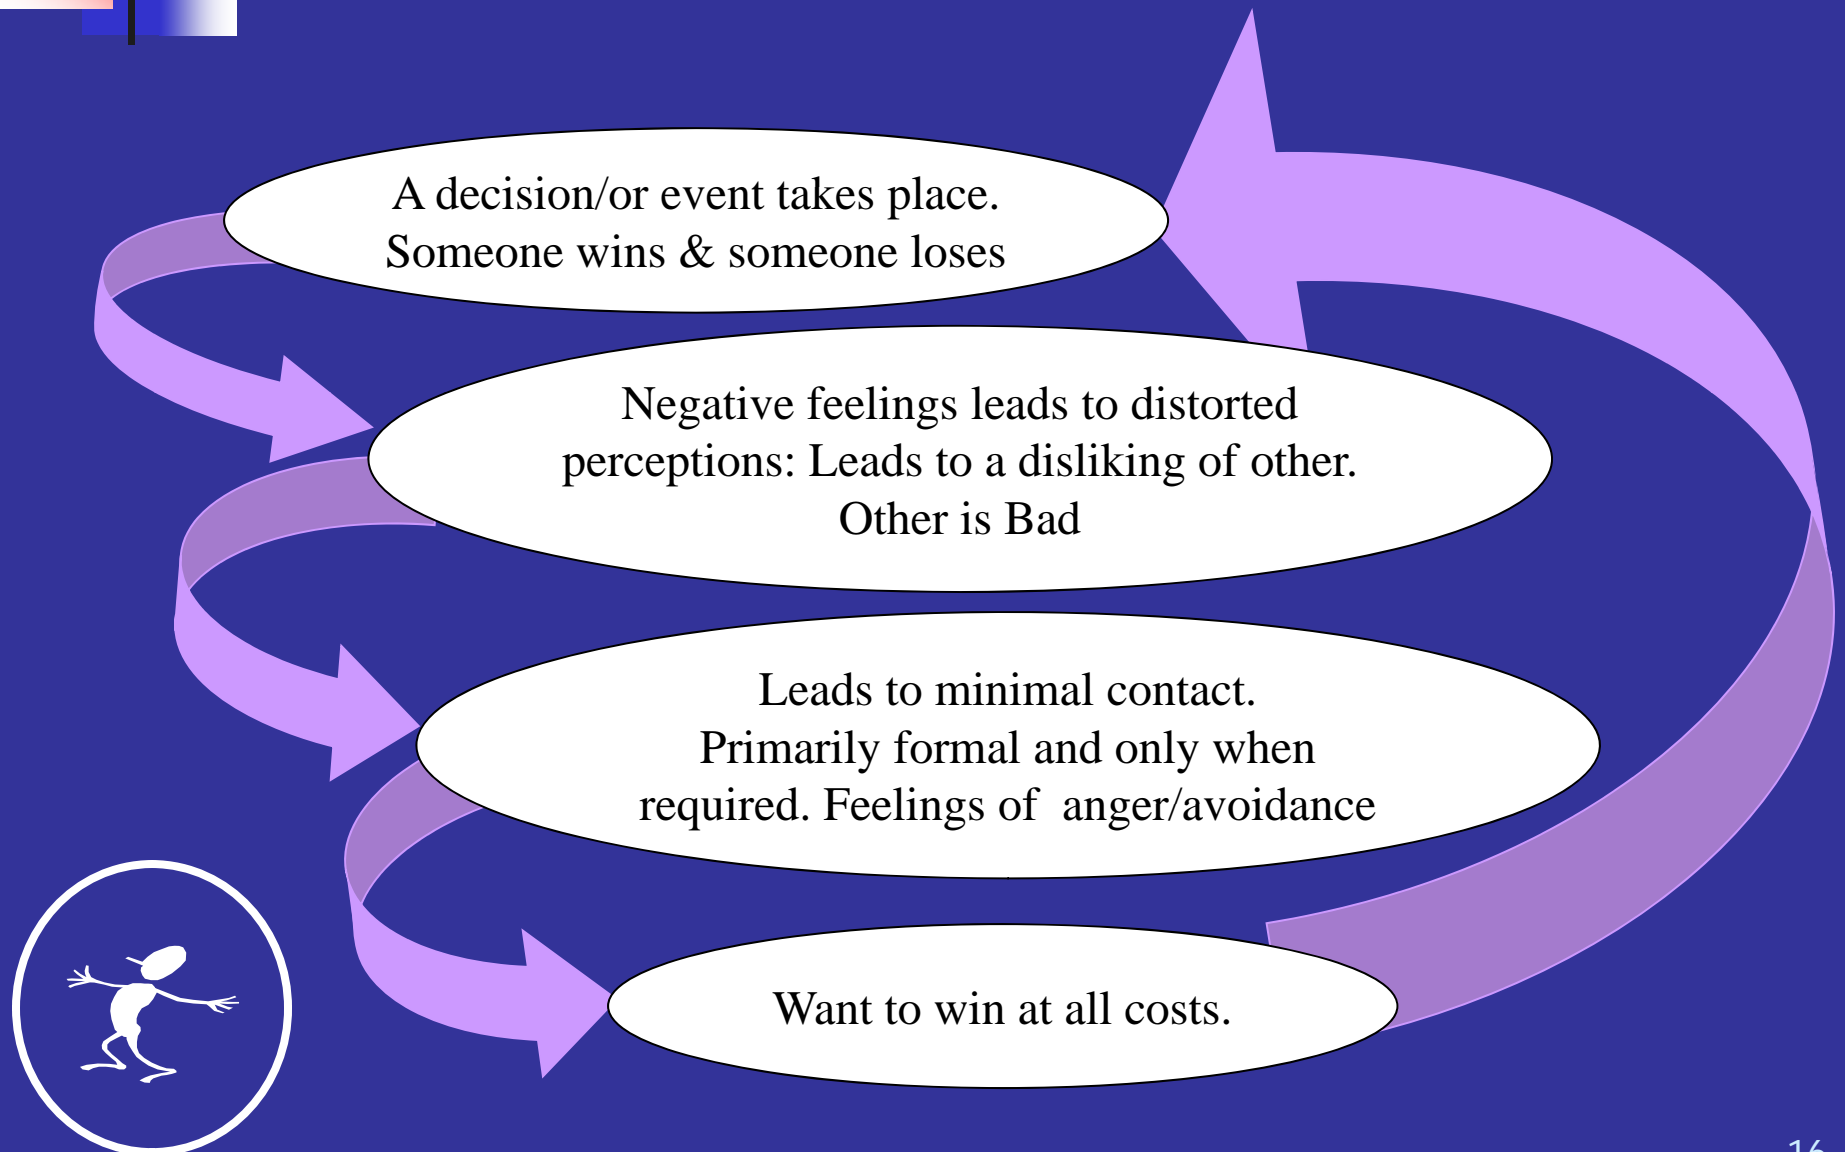 A decision/or event takes place.
Someone wins & someone loses
Negative feelings leads to distorted
perceptions: Leads to a disliking of other.
Other is Bad
Leads to minimal contact.
Primarily formal and only when
required. Feelings of  anger/avoidance
Want to win at all costs.